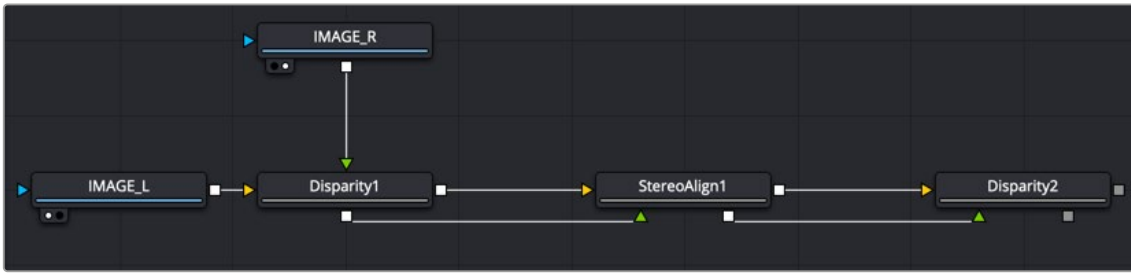 IMAGE_R
IMAGE_L
Disparity1
StereoAlign1
Disparity2